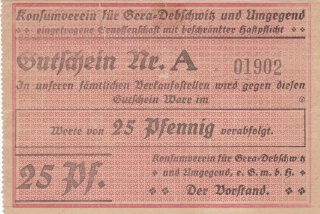 Konsumverein für Gera-Debschwitz und Umgegend
eingetragene Genossenschaft mit beschränkter Haftpflicht
Gutschein Nr. A 01902
In unseren sämtlichen Verkaufsstellen wird gegen diesen
Gutschein Ware im
Werte von 25 Pfennig verabfolgt.
25 Pf.
Konsumverein für Gera-Debschwitz
und Umgegend, e. G. m. b. H.
Der Vorstand.